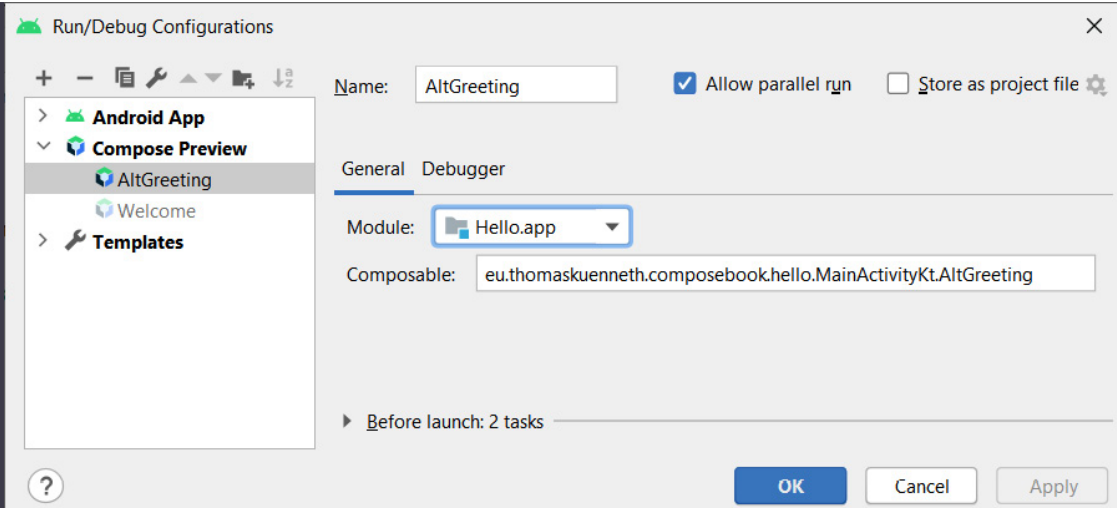 Run/Debug Configurations
Name: AltGreeting
Allow parallel run
Store as project file
Android App
Compose Preview
AltGreeting
Welcome
Templates
General Debugger
Module: Hello.app
Composable: eu.thomaskuenneth.composebook.hello.MainActivityKt.AltGreeting
Before launch: 2 tasks
? OK Cancel Apply